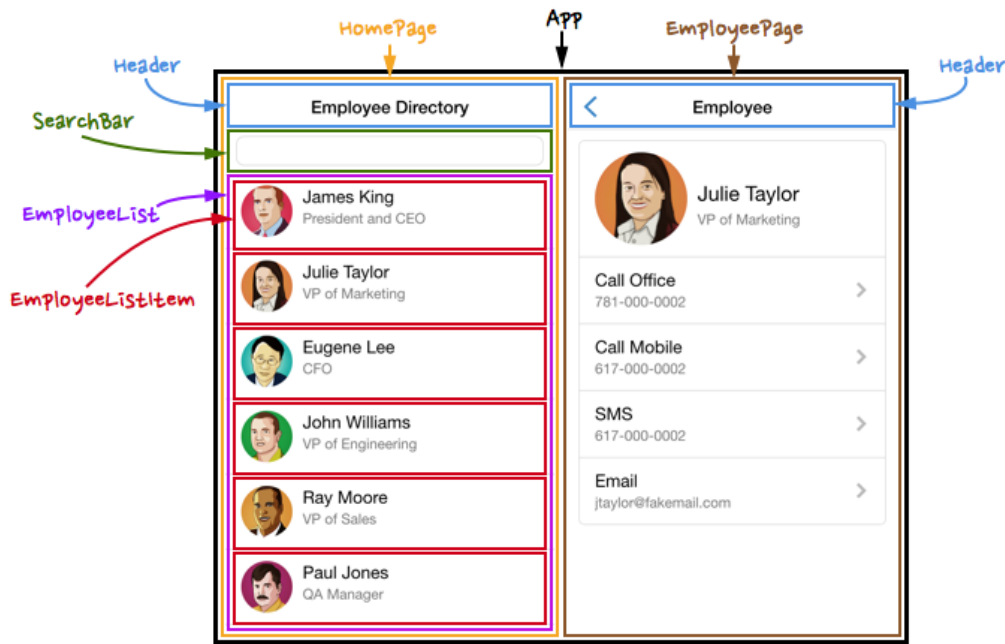 App
HomePage
EmployeePage
Header
Header
SearchBar
EmployeeList
EmployeeListItem
Employee Directory
James King
President and CEO
Julie Taylor
VP of Marketing
Eugene Lee
CFO
John Williams
VP of Engineering
Ray Moore
VP of Sales
Paul Jones
QA Manager
Employee
Julie Taylor
VP of Marketing
Call Office
781-000-0002
Call Mobile
617-000-0002
SMS
617-000-0002
Email
jtaylor@fakemail.com